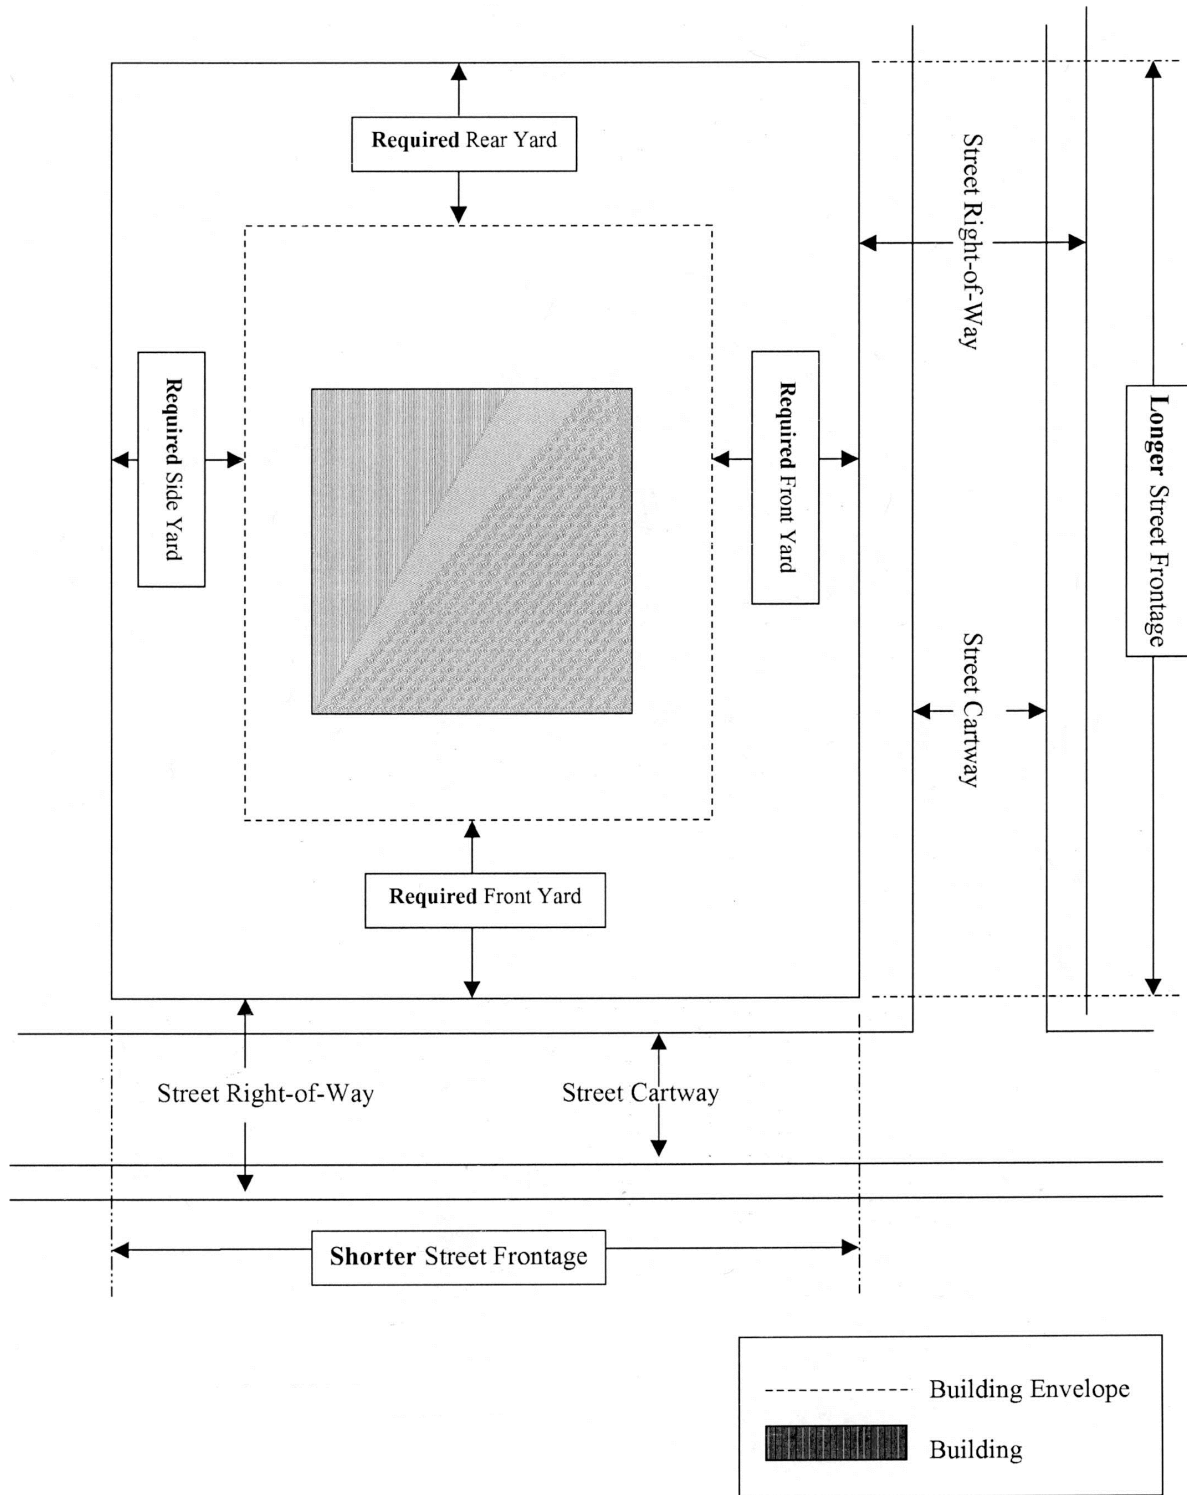 Required Rear Yard
Street Right-of-Way
Longer Street Frontage
Required Side Yard
Required Front Yard
Street Cartway
Required Front Yard
Street Right-of-Way
Street Cartway
Shorter Street Frontage
Building Envelope
Building